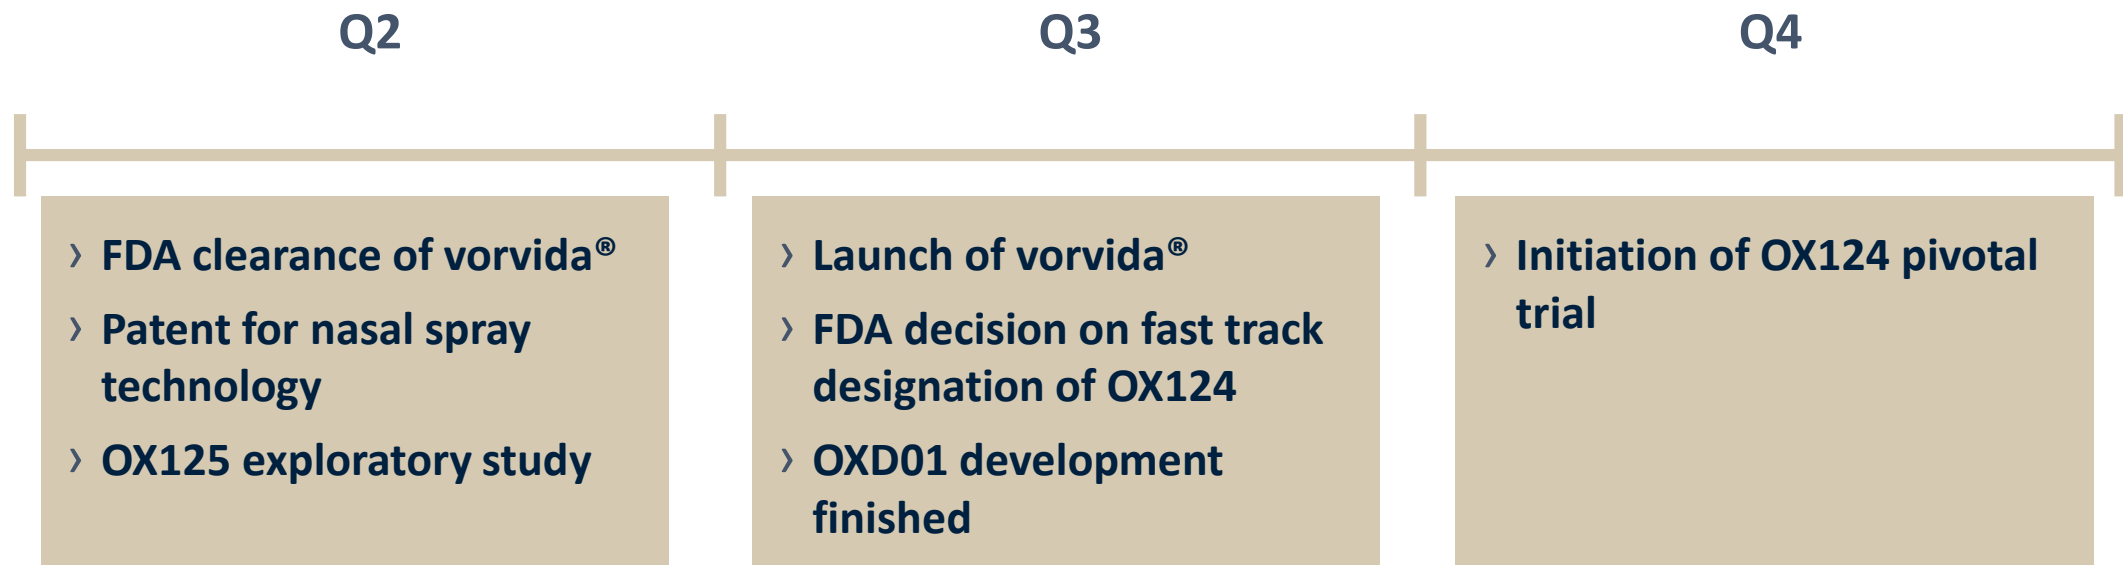 Q2
› FDA clearance of vorvida®
› Patent for nasal spray
technology
› OX125 exploratory study
Q3
› Launch of vorvida®
› FDA decision on fast track
designation of OX124
› OXD01 development
finished
Q4
› Initiation of OX124 pivotal
trial